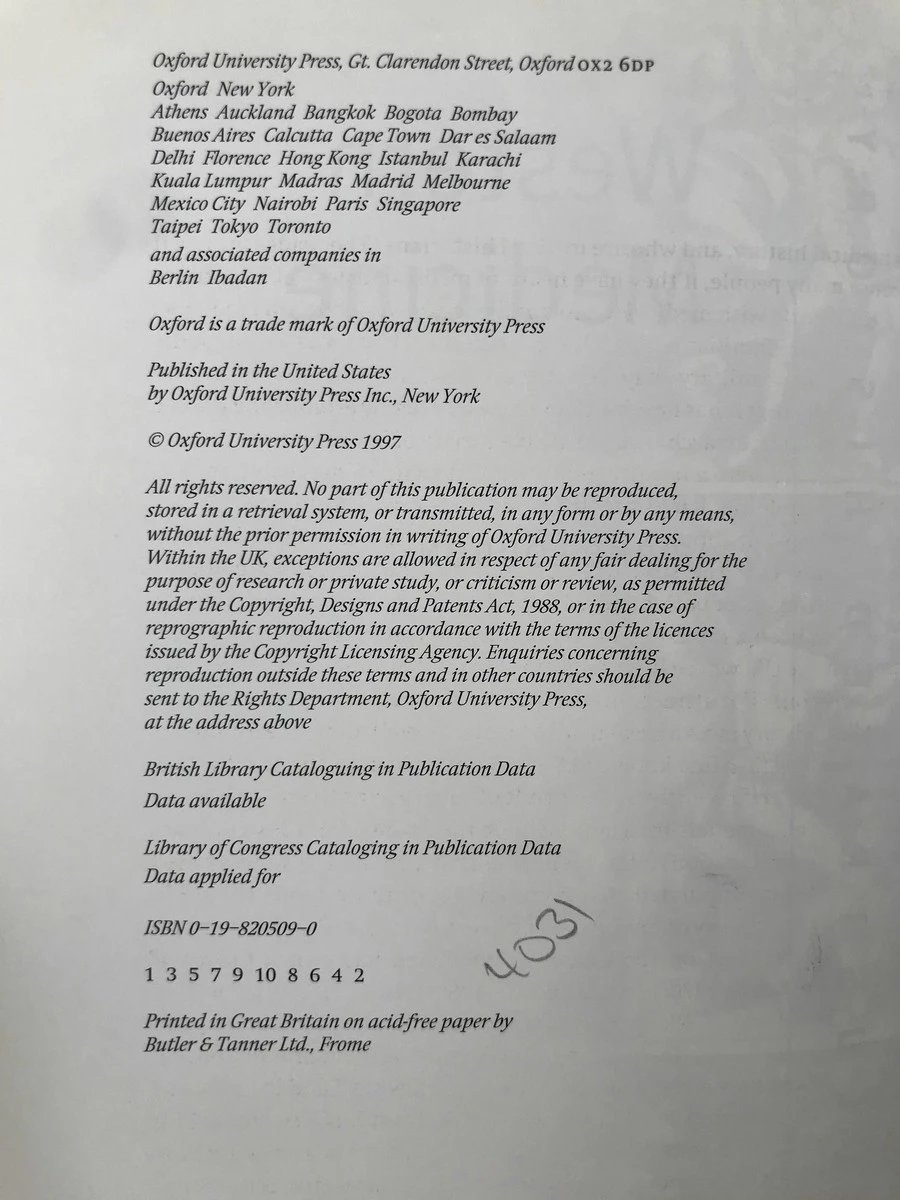 Oxford University Press, Gt. Clarendon Street, Oxford OX2 6DP
Oxford New York
Athens Auckland Bangkok Bogota Bombay
Buenos Aires Calcutta Cape Town Dar es Salaam
Delhi Florence Hong Kong Istanbul Karachi
Kuala Lumpur Madras Madrid Melbourne
Mexico City Nairobi Paris Singapore
Taipei Tokyo Toronto
and associated companies in
Berlin Ibadan
Oxford is a trade mark of Oxford University Press
Published in the United States
by Oxford University Press Inc., New York
© Oxford University Press 1997
All rights reserved. No part of this publication may be reproduced,
stored in a retrieval system, or transmitted, in any form or by any means,
without the prior permission in writing of Oxford University Press.
Within the UK, exceptions are allowed in respect of any fair dealing for the
purpose of research or private study, or criticism or review, as permitted
under the Copyright, Designs and Patents Act, 1988, or in the case of
reprographic reproduction in accordance with the terms of the licences
issued by the Copyright Licensing Agency. Enquiries concerning
reproduction outside these terms and in other countries should be
sent to the Rights Department, Oxford University Press,
at the address above
British Library Cataloguing in Publication Data
Data available
Library of Congress Cataloging in Publication Data
Data applied for
ISBN 0–19–820509–0
4031
1 3 5 7 9 10 8 6 4 2
Printed in Great Britain on acid-free paper by
Butler & Tanner Ltd., Frome